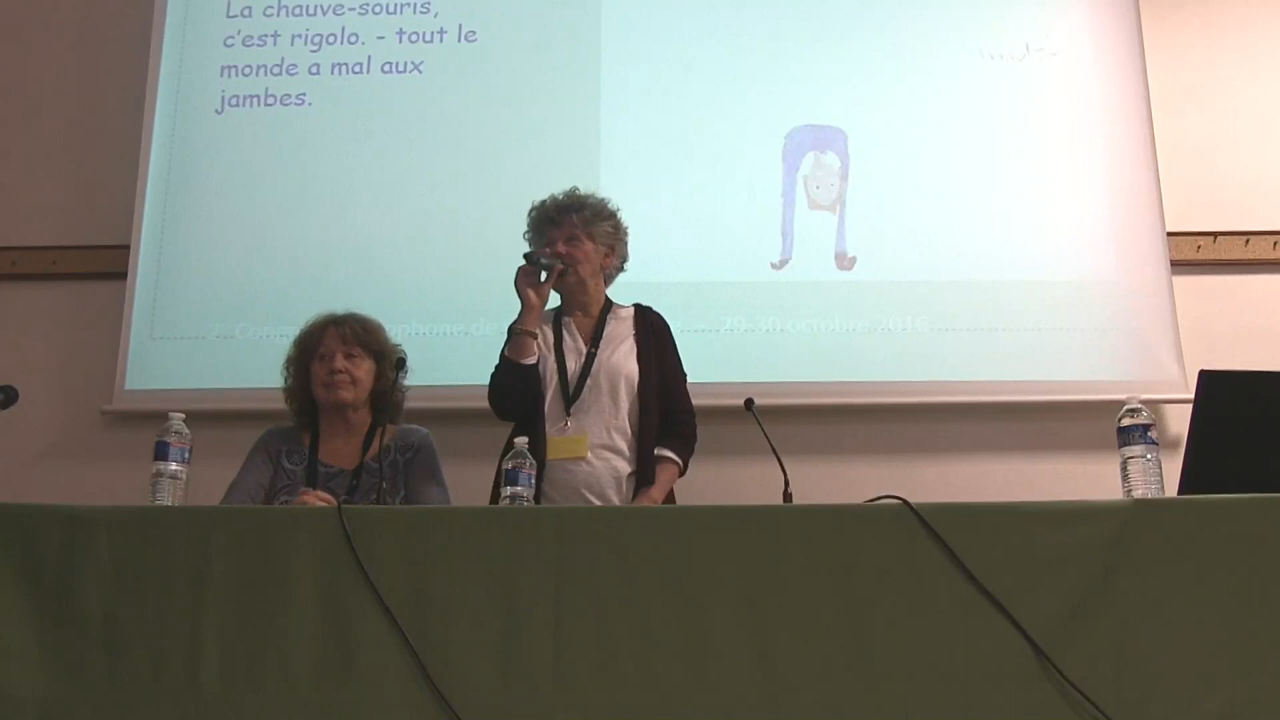 La chauve-souris,
c'est rigolo. - tout le
monde a mal aux
jambes.
29-30 octobre 2016